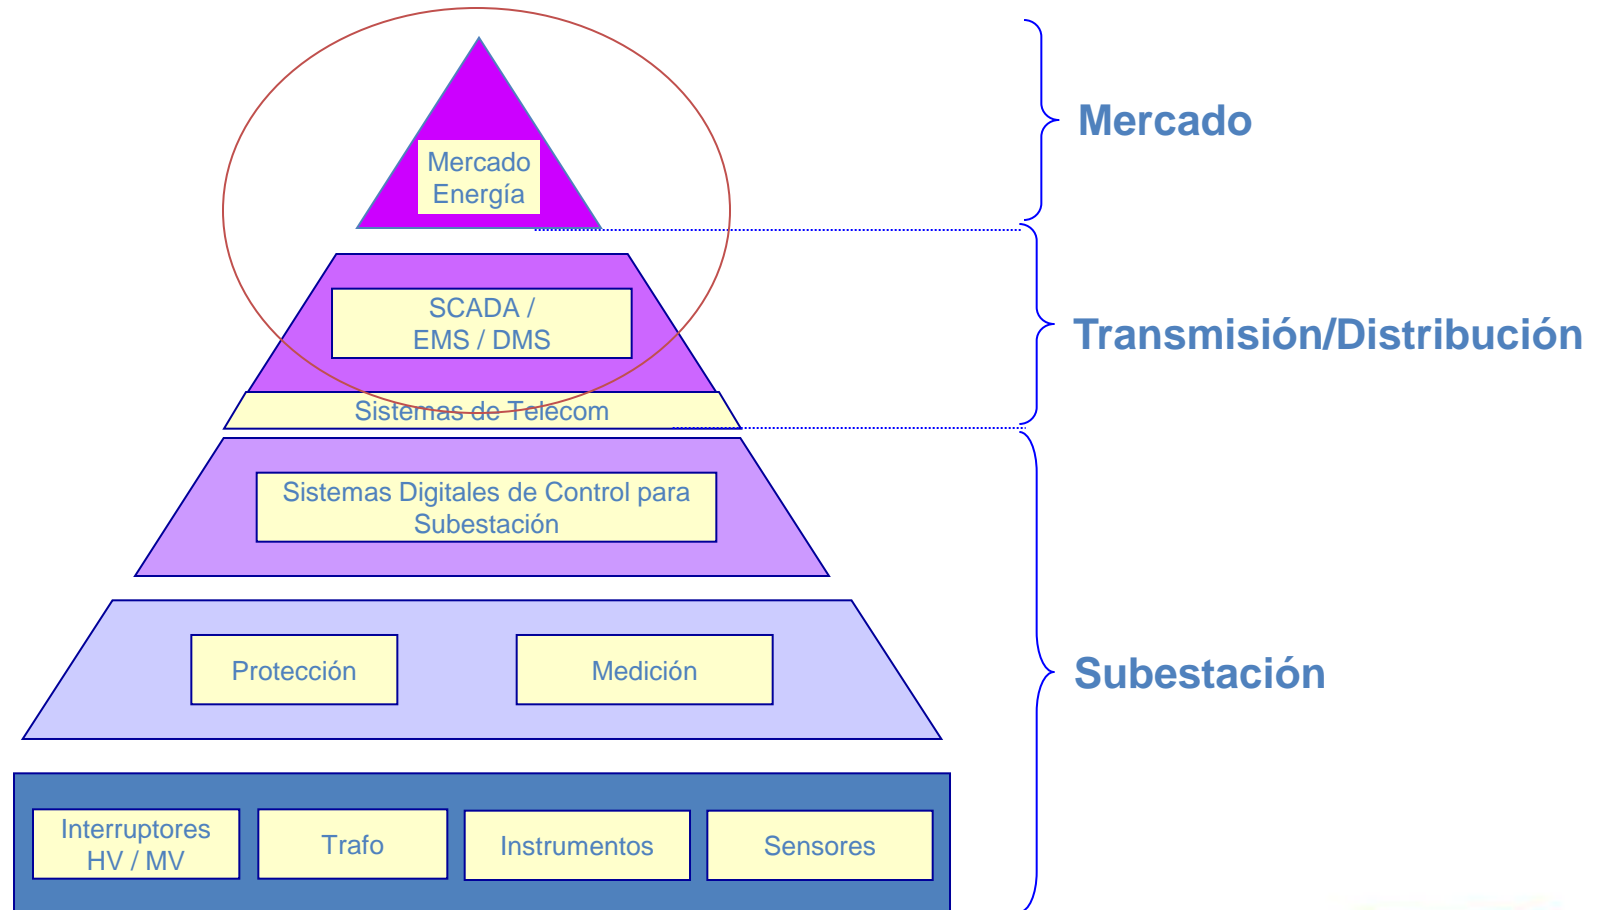 Mercado
Energía
Mercado
SCADA /
EMS / DMS
Transmisión/Distribución
Sistemas de Telecom
Sistemas Digitales de Control para
Subestación
Protección
Medición
Subestación
Interruptores
HV / MV
Trafo
Instrumentos
Sensores